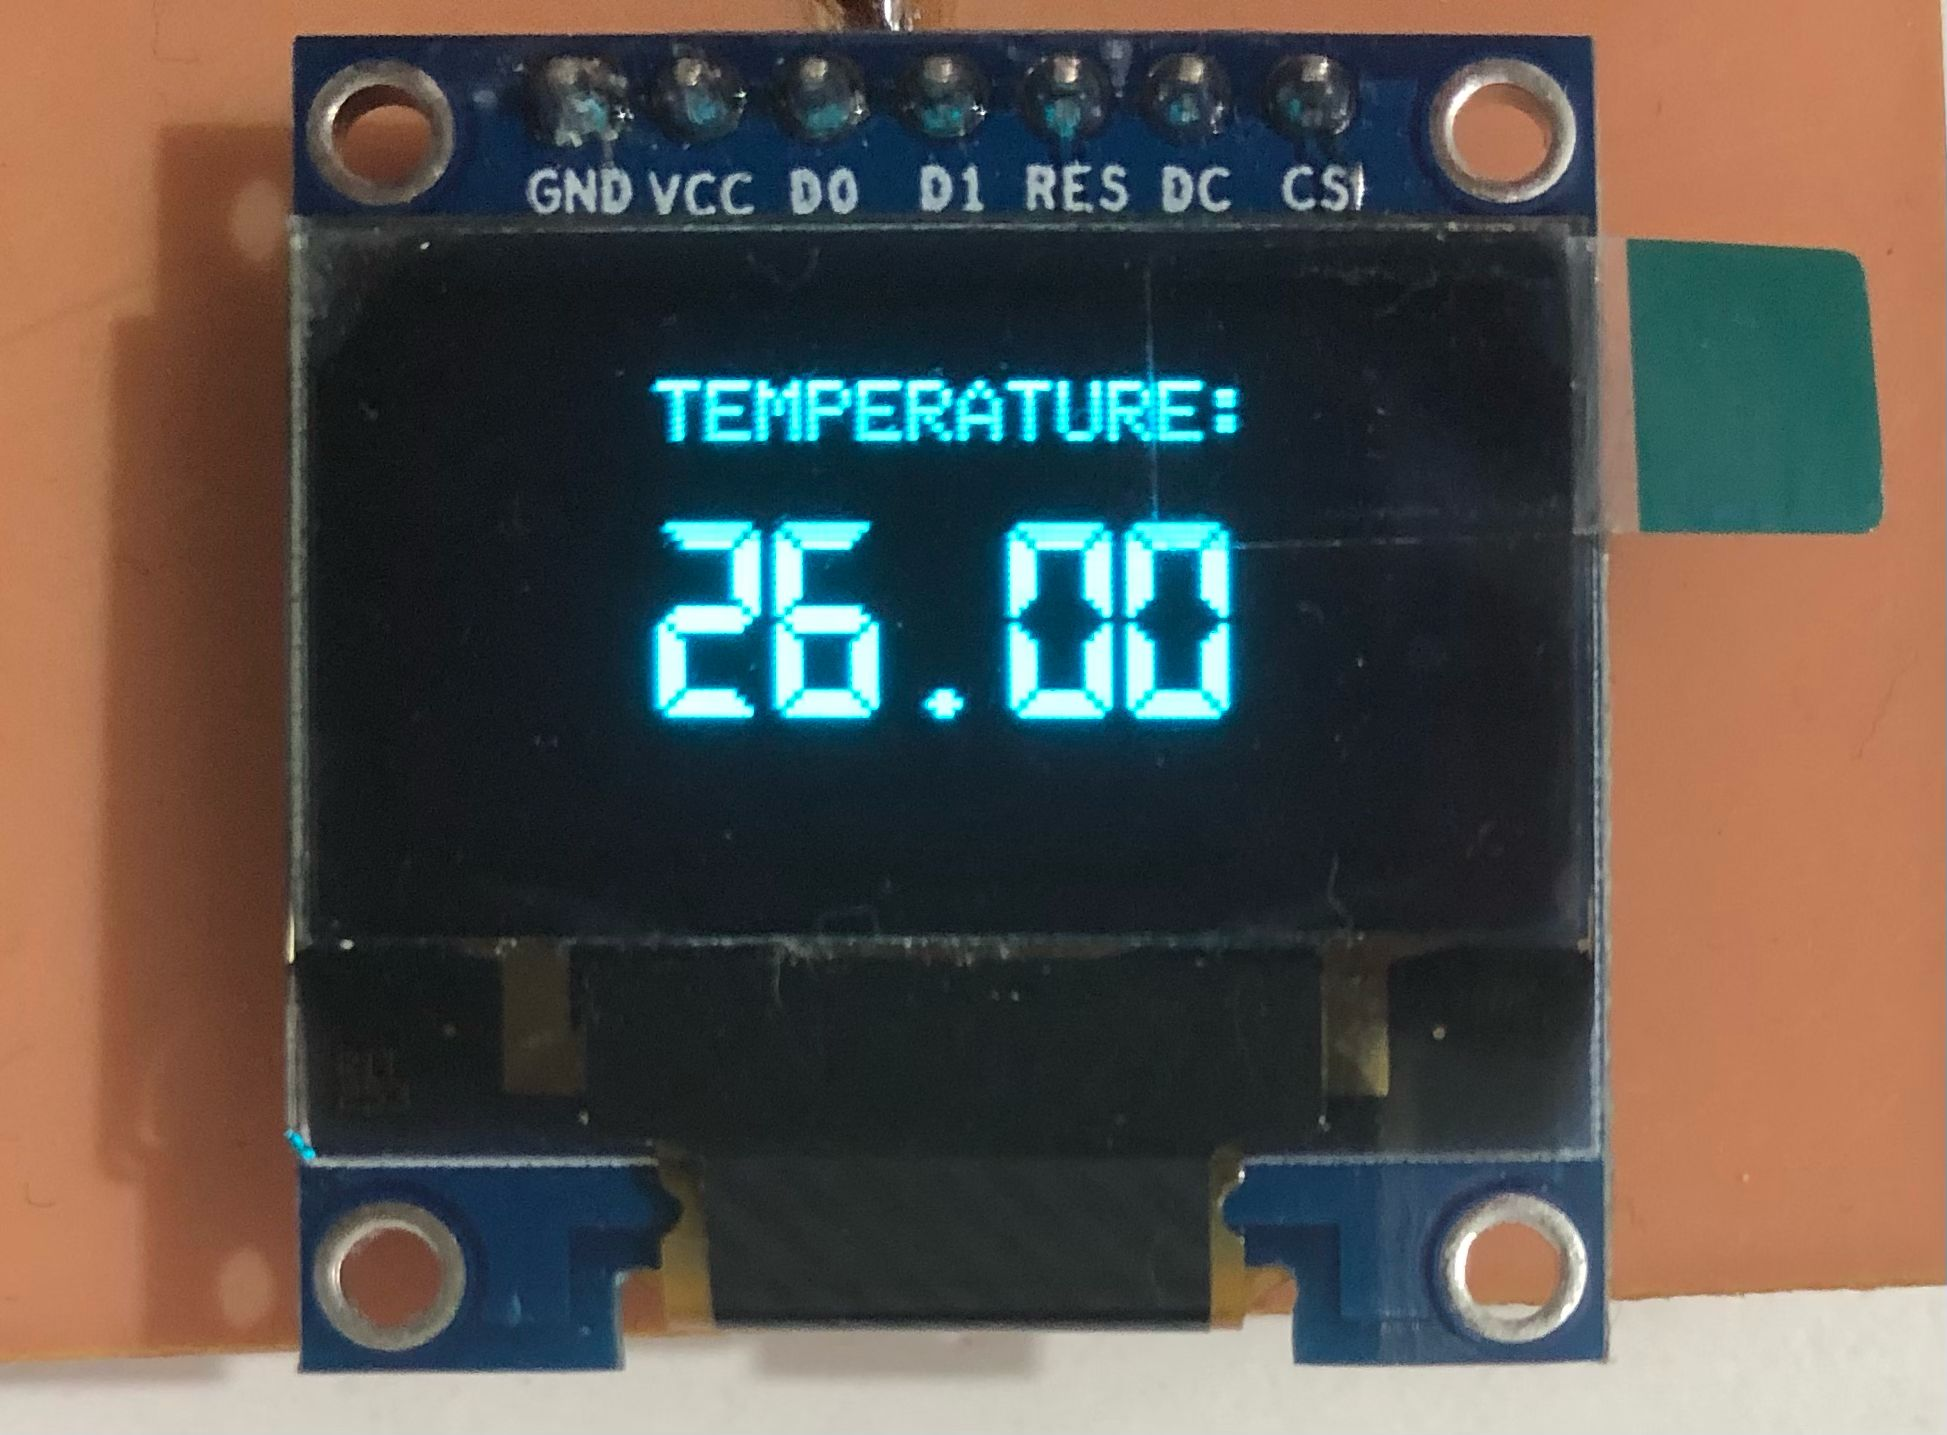 GND VCC D0 D1 RES DC CS
TEMPERATURE:
26.00